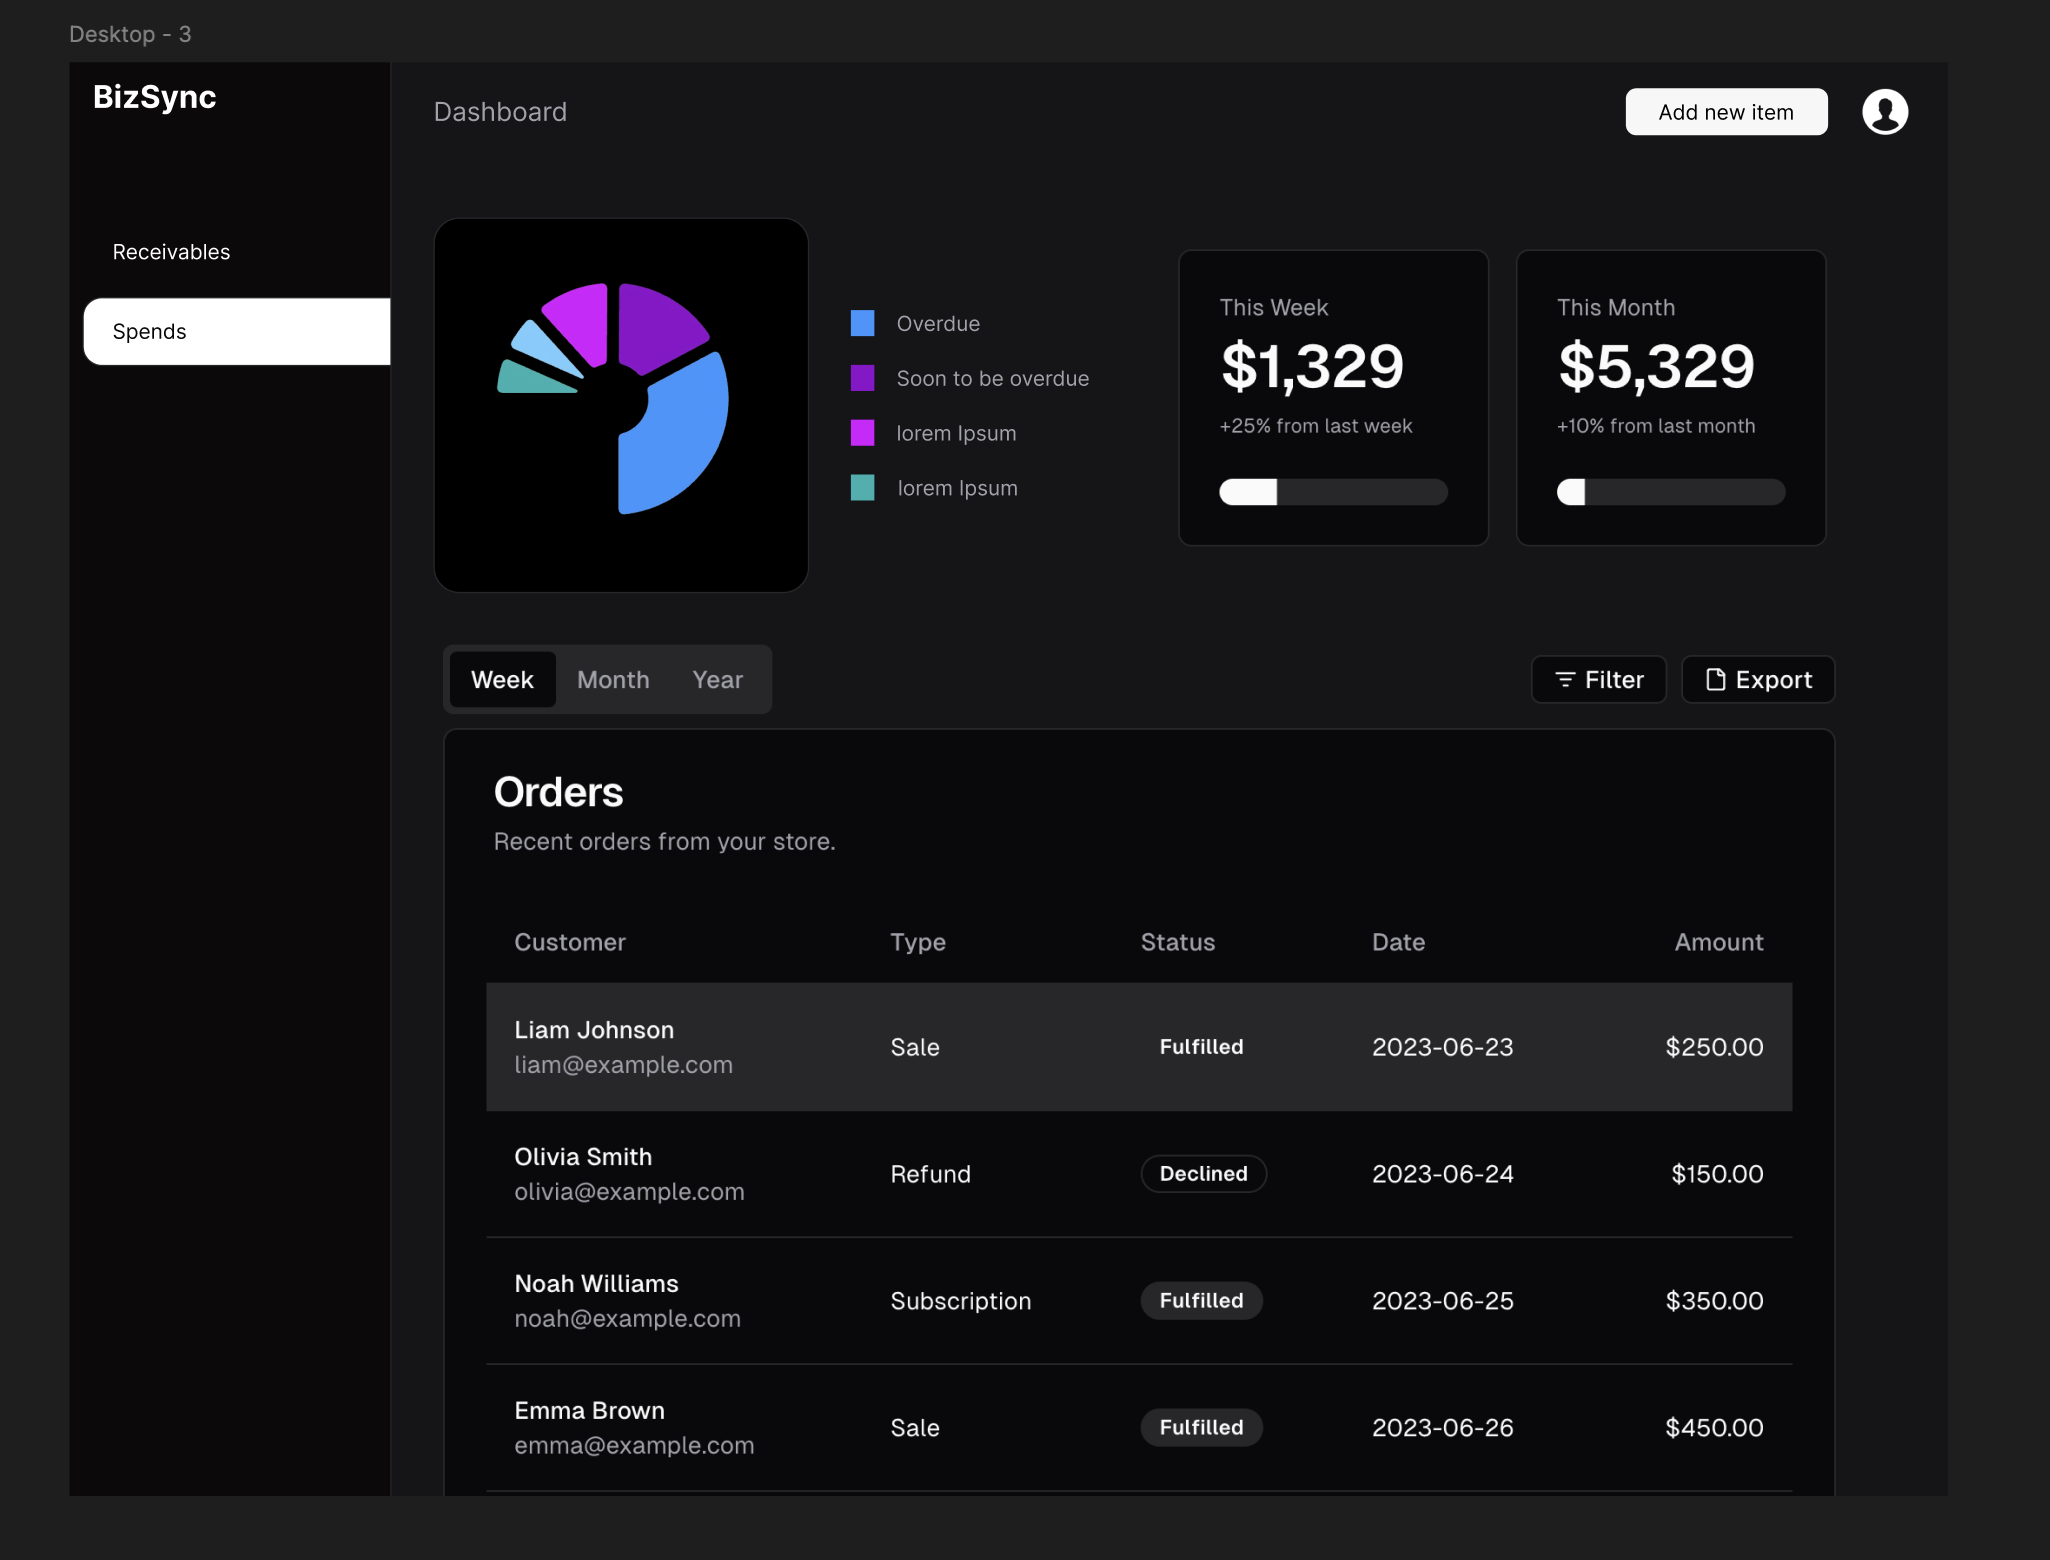 Desktop - 3
BizSync
Dashboard
Add new item
Receivables
Spends
Overdue
Soon to be overdue
lorem Ipsum
lorem Ipsum
This Week
$1,329
+25% from last week
This Month
$5,329
+10% from last month
Week Month Year
Filter
Export
Orders
Recent orders from your store.
Customer Type Status Date Amount
Liam Johnson
liam@example.com
Sale Fulfilled 2023-06-23 $250.00
Olivia Smith
olivia@example.com
Refund Declined 2023-06-24 $150.00
Noah Williams
noah@example.com
Subscription Fulfilled 2023-06-25 $350.00
Emma Brown
emma@example.com
Sale Fulfilled 2023-06-26 $450.00